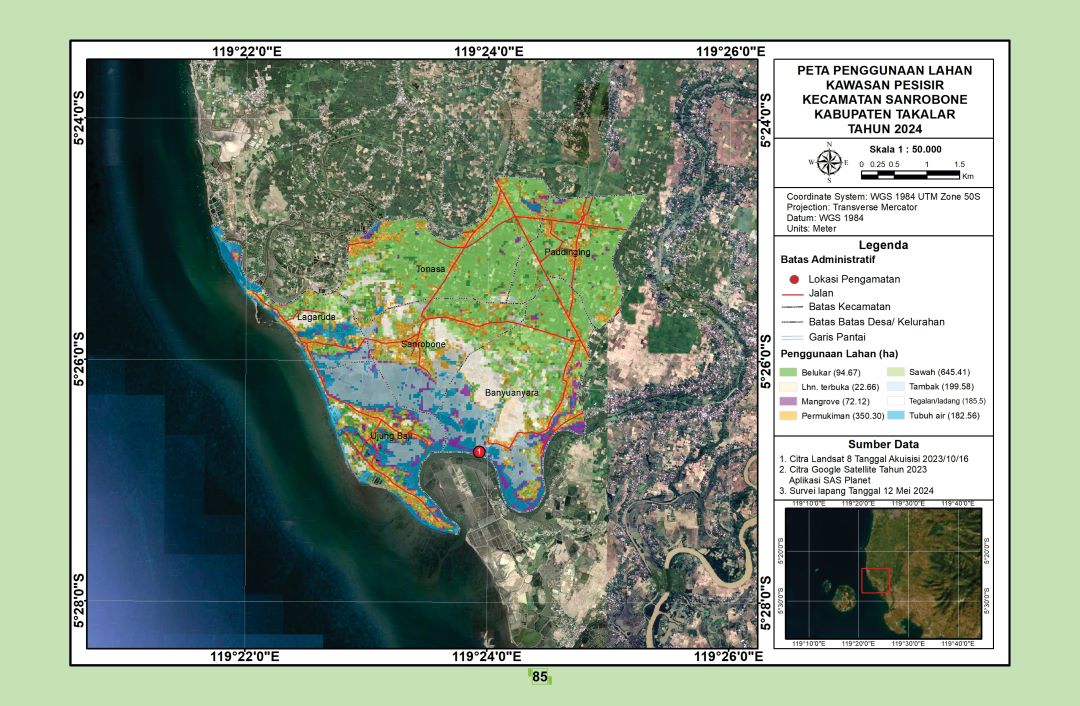 119°22'0"E 119°24'0"E 119°26'0"E
5°24'0"S 5°24'0"S
5°26'0"S 5°26'0"S
5°28'0"S 5°28'0"S
Paddinging
Tonasa
Lagaruda
Sanrobone
Banyuanyara
Ujung Baji
1
119°22'0"E 119°24'0"E 119°26'0"E
PETA PENGGUNAAN LAHAN
KAWASAN PESISIR
KECAMATAN SANROBONE
KABUPATEN TAKALAR
TAHUN 2024
N
W E
S
Skala 1 : 50.000
0 0.25 0.5 1 1.5
Km
Coordinate System: WGS 1984 UTM Zone 50S
Projection: Transverse Mercator
Datum: WGS 1984
Units: Meter
Legenda
Batas Administratif
Lokasi Pengamatan
Jalan
Batas Kecamatan
Batas Batas Desa/ Kelurahan
Garis Pantai
Penggunaan Lahan (ha)
Belukar (94.67) Sawah (645.41)
Lhn. terbuka (22.66) Tambak (199.58)
Mangrove (72.12) Tegalan/ladang (185.5)
Permukiman (350.30) Tubuh air (182.56)
Sumber Data
1. Citra Landsat 8 Tanggal Akuisisi 2023/10/16
2. Citra Google Satellite Tahun 2023
Aplikasi SAS Planet
3. Survei lapang Tanggal 12 Mei 2024
119°10'0"E 119°20'0"E 119°30'0"E 119°40'0"E
5°20'0"S 5°20'0"S
5°30'0"S 5°30'0"S
119°10'0"E 119°20'0"E 119°30'0"E 119°40'0"E
85